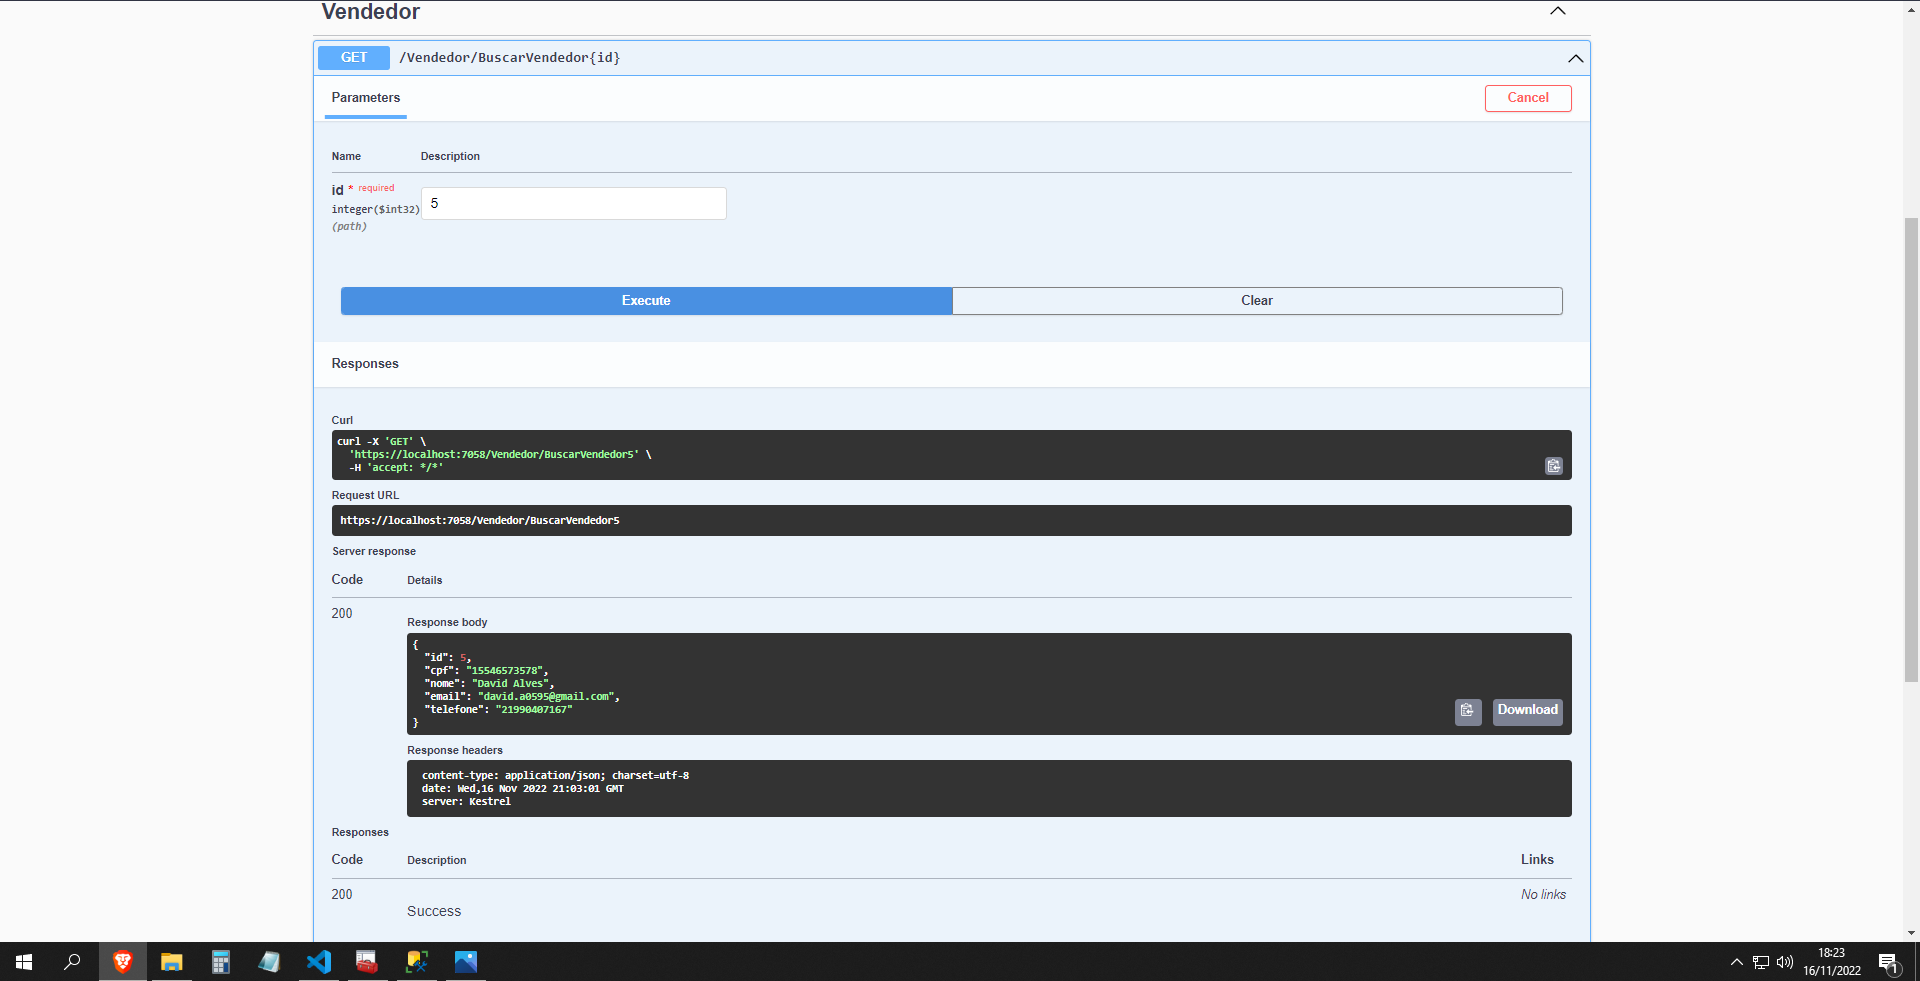 Vendedor
GET /Vendedor/BuscarVendedor{id}
Parameters
Cancel
Name Description
id * required
integer($int32)
(path)
5
Execute Clear
Responses
Curl
curl -X 'GET' \
'https://localhost:7058/Vendedor/BuscarVendedor5' \
-H 'accept: */*'
Request URL
https://localhost:7058/Vendedor/BuscarVendedor5
Server response
Code Details
200
Response body
{
"id": 5,
"cpf": "15546573578",
"nome": "David Alves",
"email": "david.a0595@gmail.com",
"telefone": "21990407167"
}
Download
Response headers
content-type: application/json; charset=utf-8
date: Wed,16 Nov 2022 21:03:01 GMT
server: Kestrel
Responses
Code Description Links
200 No links
Success
18:23
16/11/2022
1